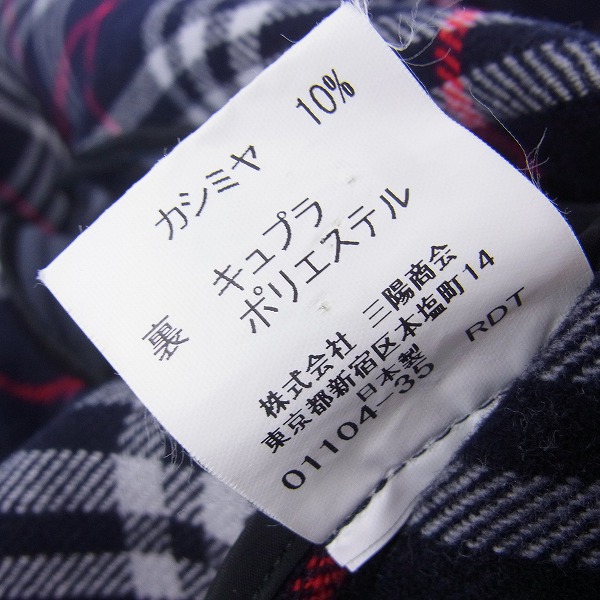 カシミヤ 10%
裏 キュプラ
ポリエステル
株式会社 三陽商会
東京都新宿区本塩町14
日本製
01104-35 RDT